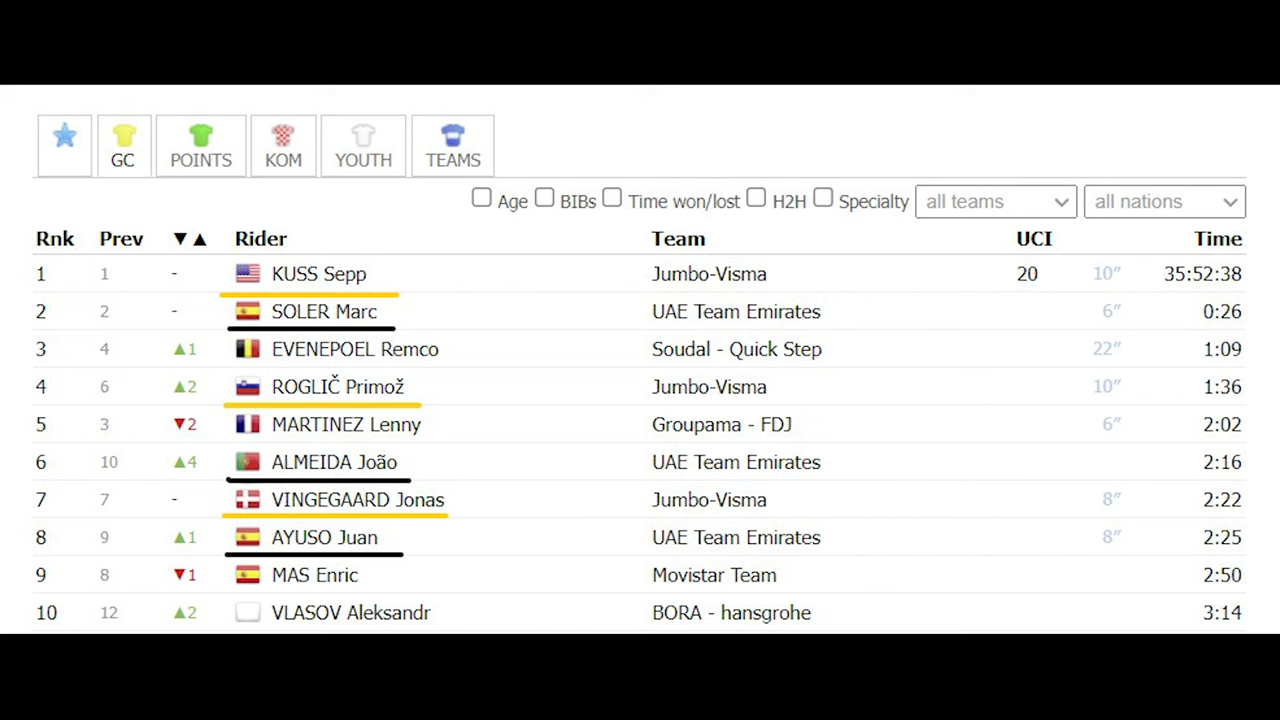 GC POINTS KOM YOUTH TEAMS
Age BIBs Time won/lost H2H Specialty all teams all nations
Rnk Prev ▼▲ Rider Team UCI Time
1 1 - KUSS Sepp Jumbo-Visma 20 10″ 35:52:38
2 2 - SOLER Marc UAE Team Emirates 6″ 0:26
3 4 ▲1 EVENEPOEL Remco Soudal - Quick Step 22″ 1:09
4 6 ▲2 ROGLIČ Primož Jumbo-Visma 10″ 1:36
5 3 ▼2 MARTINEZ Lenny Groupama - FDJ 6″ 2:02
6 10 ▲4 ALMEIDA João UAE Team Emirates 2:16
7 7 - VINGEGAARD Jonas Jumbo-Visma 8″ 2:22
8 9 ▲1 AYUSO Juan UAE Team Emirates 8″ 2:25
9 8 ▼1 MAS Enric Movistar Team 2:50
10 12 ▲2 VLASOV Aleksandr BORA - hansgrohe 3:14